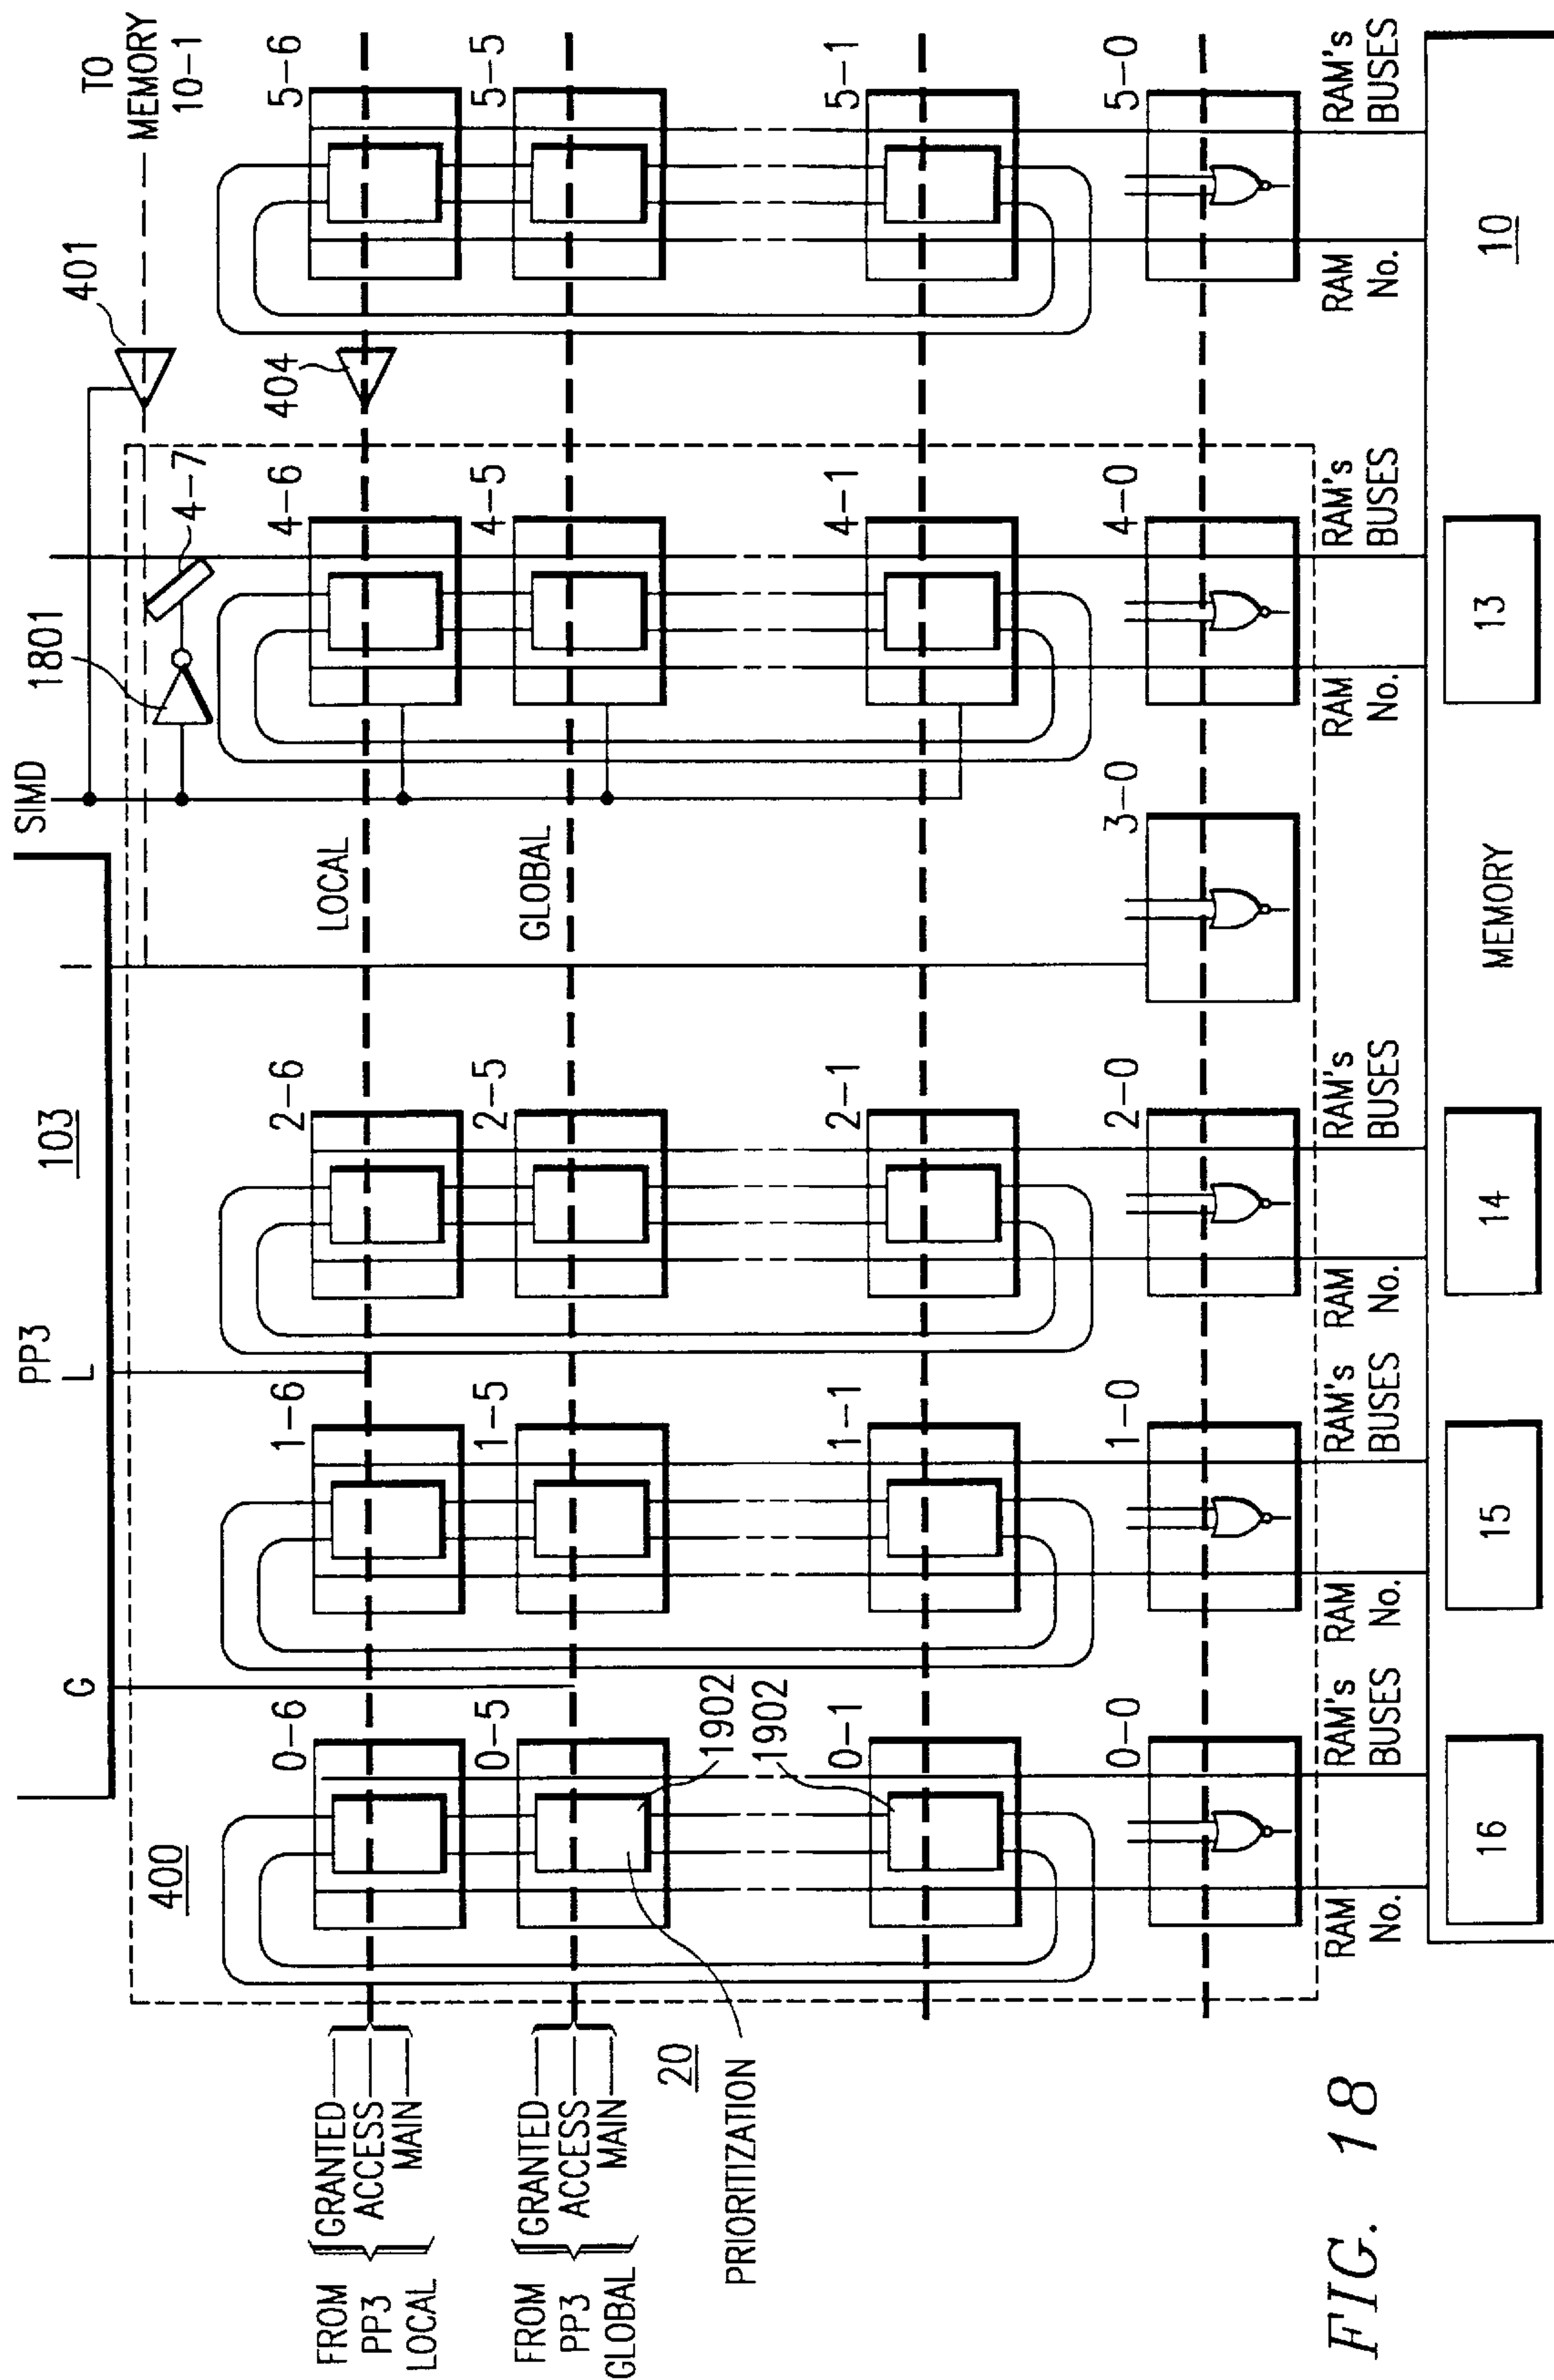 103
G
PP3
L
I
SIMD
401
TO
MEMORY
10-1
400
1801
4-7
404
FROM
PP3
LOCAL
GRANTED
ACCESS
MAIN
0-6
1-6
2-6
LOCAL
4-6
5-6
FROM
PP3
GLOBAL
GRANTED
ACCESS
MAIN
0-5
1-5
2-5
GLOBAL
4-5
5-5
20
PRIORITIZATION
1902
1902
0-1
1-1
2-1
4-1
5-1
0-0
1-0
2-0
3-0
4-0
5-0
RAM
No.
RAM's
BUSES
RAM
No.
RAM's
BUSES
RAM
No.
RAM's
BUSES
RAM
No.
RAM's
BUSES
RAM
No.
RAM's
BUSES
16
15
14
MEMORY
13
10
FIG. 18